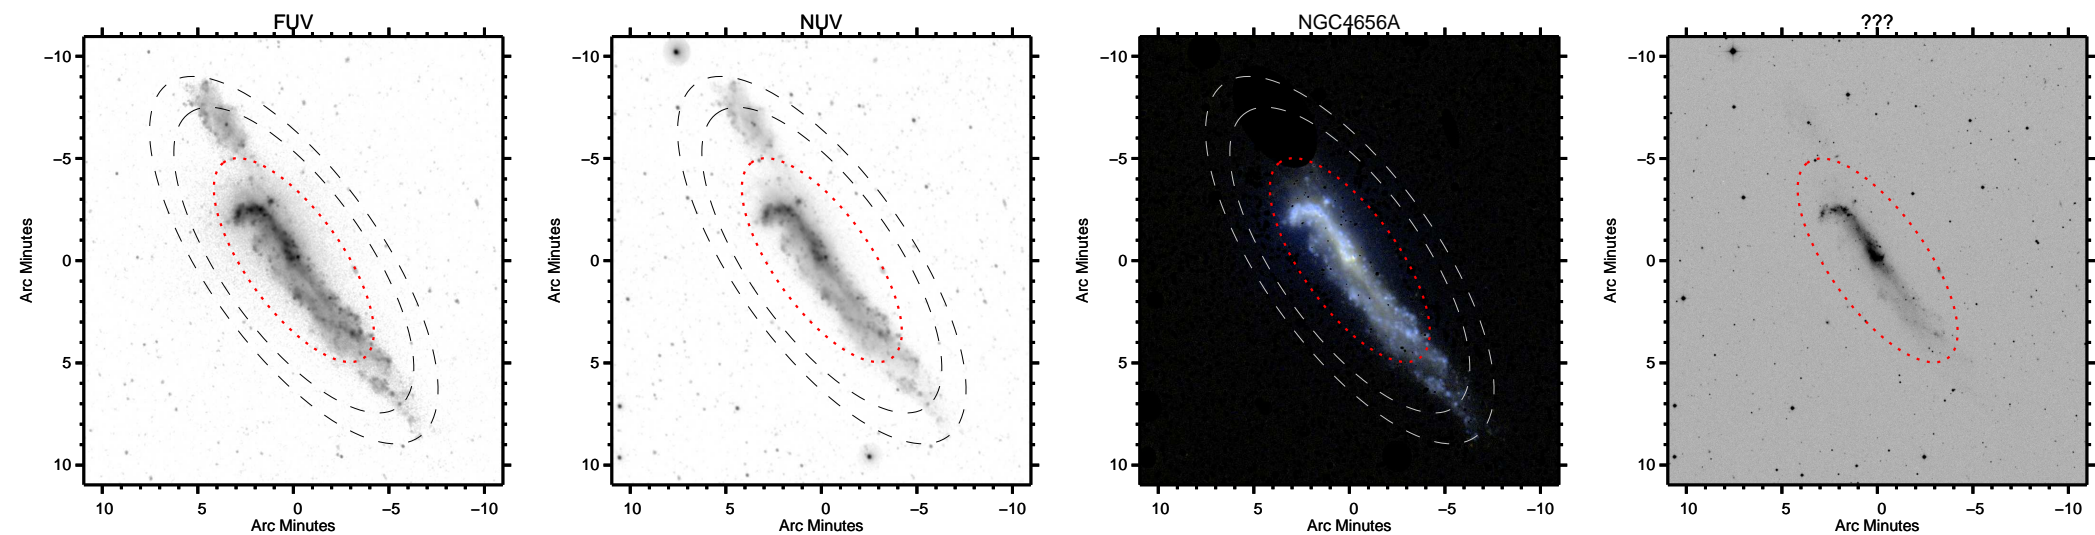 FUV NUV NGC4656A ???
−10 −10 −10 −10
−5 −5 −5 −5
0 0 0 0
5 5 5 5
10 10 10 10
Arc Minutes Arc Minutes Arc Minutes Arc Minutes
10 5 0 −5 −10 10 5 0 −5 −10 10 5 0 −5 −10 10 5 0 −5 −10
Arc Minutes Arc Minutes Arc Minutes Arc Minutes